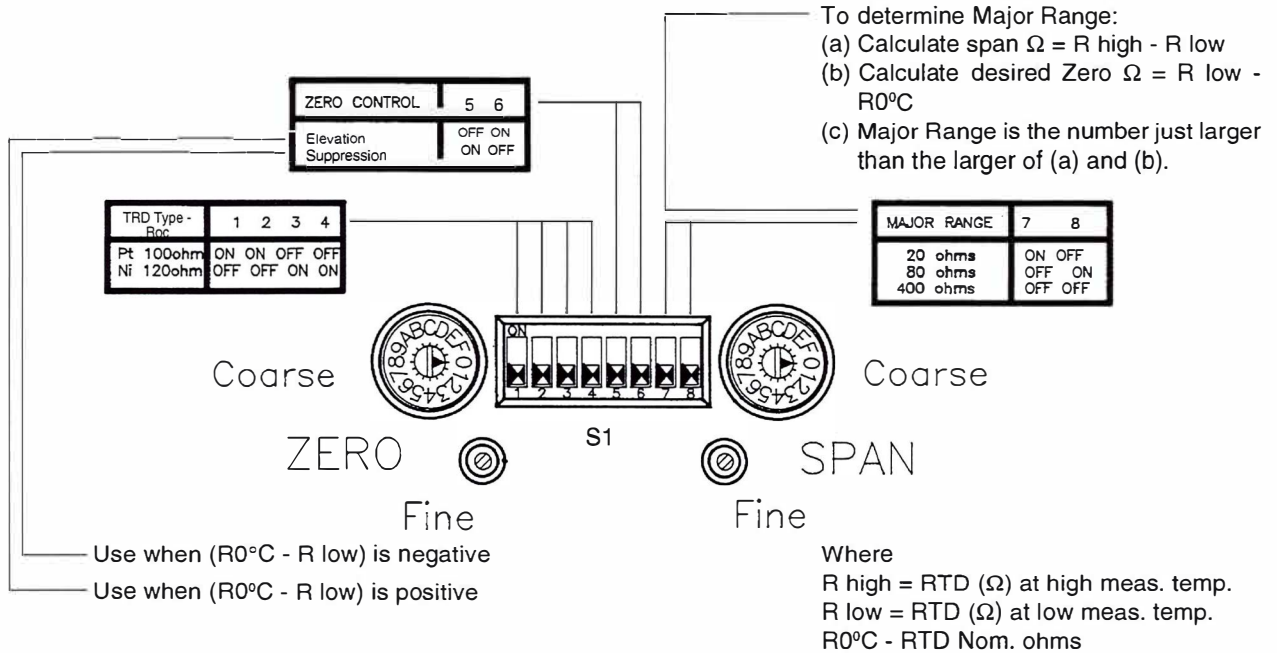 To determine Major Range:
(a) Calculate span Ω = R high - R low
(b) Calculate desired Zero Ω = R low -
R0ºC
(c) Major Range is the number just larger
than the larger of (a) and (b).
ZERO CONTROL 5 6
Elevation OFF ON
Suppression ON OFF
TRD Type - 1 2 3 4
Roc
Pt 100ohm ON ON OFF OFF
Ni 120ohm OFF OFF ON ON
MAJOR RANGE 7 8
20 ohms ON OFF
80 ohms OFF ON
400 ohms OFF OFF
Coarse
0123456789ABCDEF
ON
1 2 3 4 5 6 7 8
0123456789ABCDEF
Coarse
ZERO
S1
SPAN
Fine
Fine
Use when (R0°C - R low) is negative
Use when (R0ºC - R low) is positive
Where
R high = RTD (Ω) at high meas. temp.
R low = RTD (Ω) at low meas. temp.
R0ºC - RTD Nom. ohms